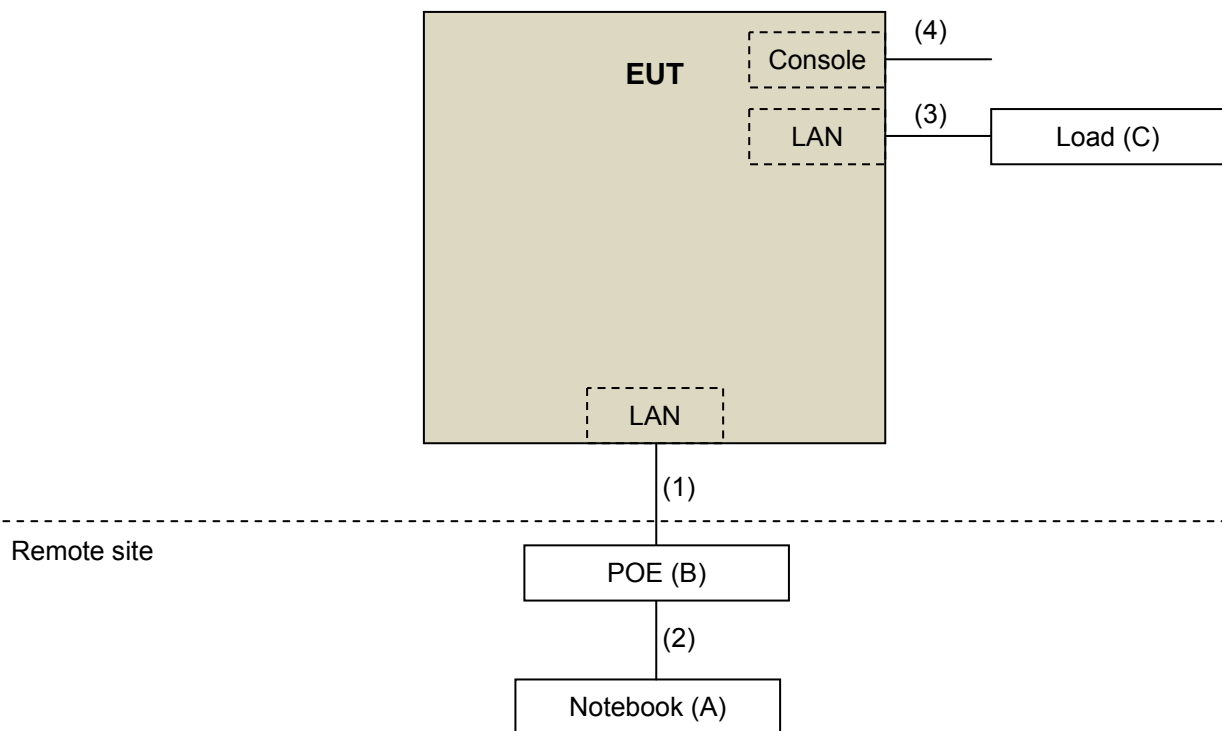 (4)
EUT
Console
(3)
LAN
Load (C)
LAN
(1)
Remote site
POE (B)
(2)
Notebook (A)